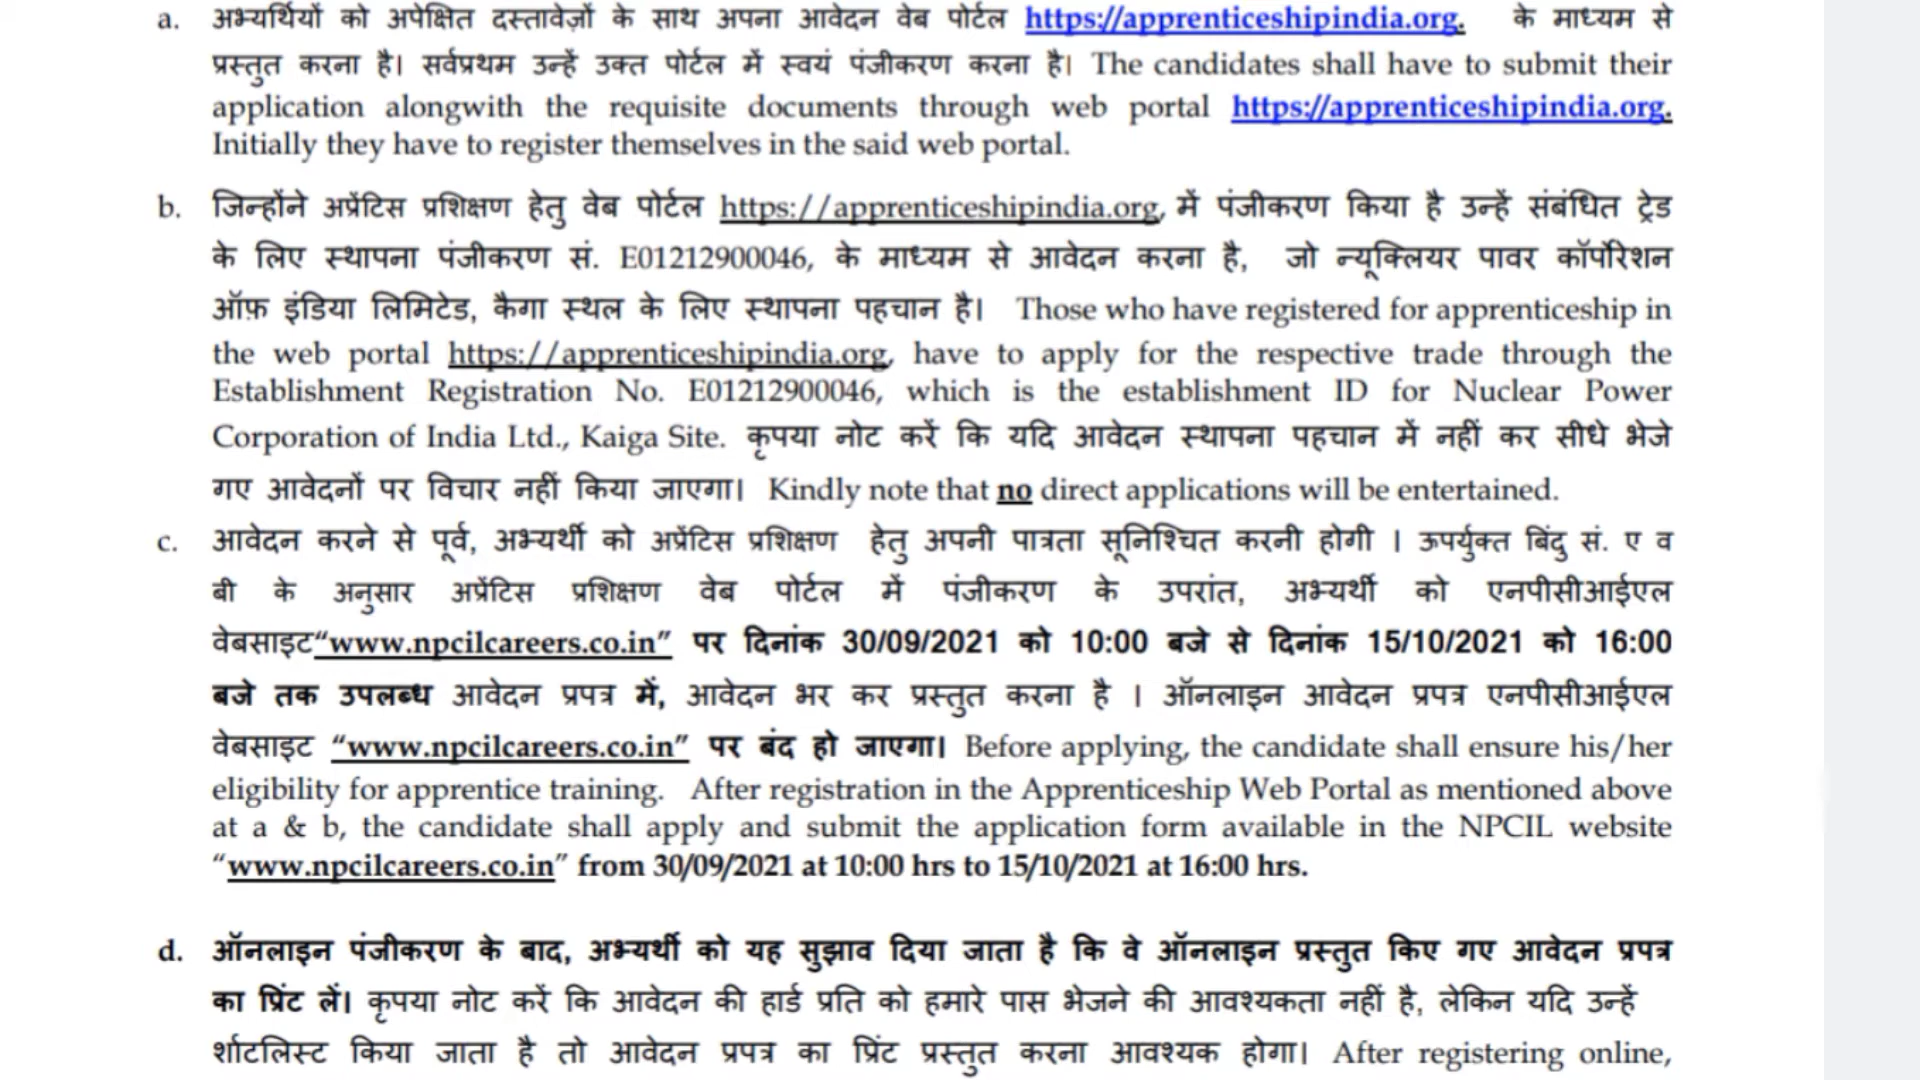 a. अभ्यर्थियों को अपेक्षित दस्तावेज़ों के साथ अपना आवेदन वेब पोर्टल https://apprenticeshipindia.org. के माध्यम से
प्रस्तुत करना है। सर्वप्रथम उन्हें उक्त पोर्टल में स्वयं पंजीकरण करना है। The candidates shall have to submit their
application alongwith the requisite documents through web portal https://apprenticeshipindia.org.
Initially they have to register themselves in the said web portal.
b. जिन्होंने अप्रेंटिस प्रशिक्षण हेतु वेब पोर्टल https://apprenticeshipindia.org, में पंजीकरण किया है उन्हें संबंधित ट्रेड
के लिए स्थापना पंजीकरण सं. E01212900046, के माध्यम से आवेदन करना है, जो न्यूक्लियर पावर कॉर्पोरेशन
ऑफ़ इंडिया लिमिटेड, कैगा स्थल के लिए स्थापना पहचान है। Those who have registered for apprenticeship in
the web portal https://apprenticeshipindia.org, have to apply for the respective trade through the
Establishment Registration No. E01212900046, which is the establishment ID for Nuclear Power
Corporation of India Ltd., Kaiga Site. कृपया नोट करें कि यदि आवेदन स्थापना पहचान में नहीं कर सीधे भेजे
गए आवेदनों पर विचार नहीं किया जाएगा। Kindly note that no direct applications will be entertained.
c. आवेदन करने से पूर्व, अभ्यर्थी को अप्रेंटिस प्रशिक्षण हेतु अपनी पात्रता सूनिश्चित करनी होगी । ऊपर्युक्त बिंदु सं. ए व
बी के अनुसार अप्रेंटिस प्रशिक्षण वेब पोर्टल में पंजीकरण के उपरांत, अभ्यर्थी को एनपीसीआईएल
वेबसाइट“www.npcilcareers.co.in” पर दिनांक 30/09/2021 को 10:00 बजे से दिनांक 15/10/2021 को 16:00
बजे तक उपलब्ध आवेदन प्रपत्र में, आवेदन भर कर प्रस्तुत करना है । ऑनलाइन आवेदन प्रपत्र एनपीसीआईएल
वेबसाइट “www.npcilcareers.co.in” पर बंद हो जाएगा। Before applying, the candidate shall ensure his/her
eligibility for apprentice training. After registration in the Apprenticeship Web Portal as mentioned above
at a & b, the candidate shall apply and submit the application form available in the NPCIL website
“www.npcilcareers.co.in” from 30/09/2021 at 10:00 hrs to 15/10/2021 at 16:00 hrs.
d. ऑनलाइन पंजीकरण के बाद, अभ्यर्थी को यह सुझाव दिया जाता है कि वे ऑनलाइन प्रस्तुत किए गए आवेदन प्रपत्र
का प्रिंट लें। कृपया नोट करें कि आवेदन की हार्ड प्रति को हमारे पास भेजने की आवश्यकता नहीं है, लेकिन यदि उन्हें
र्शाटलिस्ट किया जाता है तो आवेदन प्रपत्र का प्रिंट प्रस्तुत करना आवश्यक होगा। After registering online,